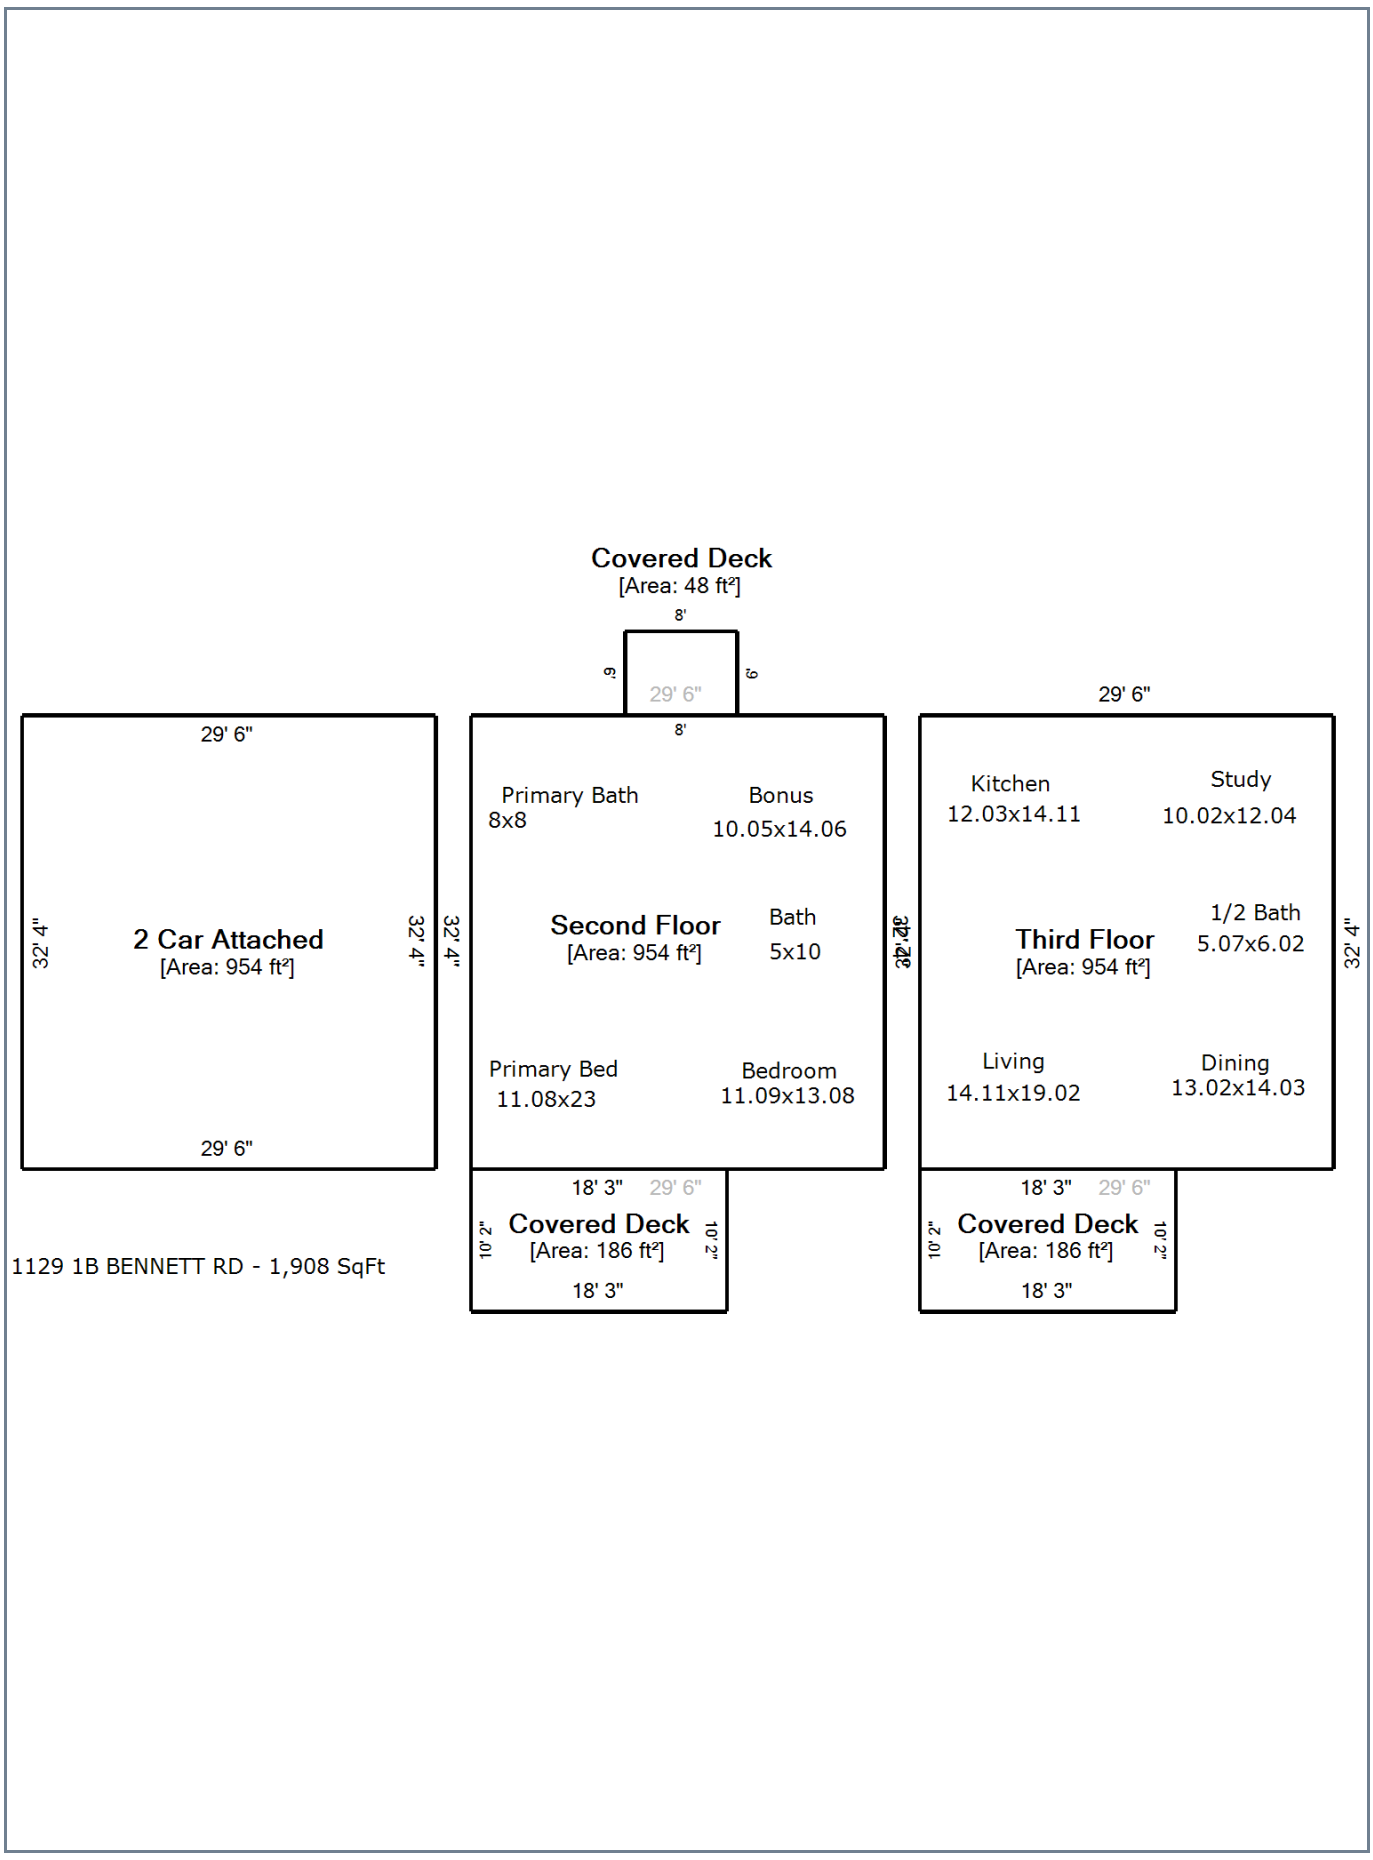 Covered Deck
[Area: 48 ft²]
8'
6'
6'
29' 6"
8'
29' 6"
32' 4"
2 Car Attached
[Area: 954 ft²]
32' 4"
29' 6"
32' 4"
Primary Bath
8x8
Bonus
10.05x14.06
Second Floor
[Area: 954 ft²]
Bath
5x10
Primary Bed
11.08x23
Bedroom
11.09x13.08
32' 4"
32' 4"
29' 6"
Kitchen
12.03x14.11
Study
10.02x12.04
Third Floor
[Area: 954 ft²]
1/2 Bath
5.07x6.02
Living
14.11x19.02
Dining
13.02x14.03
32' 4"
18' 3"
29' 6"
10' 2"
Covered Deck
[Area: 186 ft²]
10' 2"
18' 3"
18' 3"
29' 6"
10' 2"
Covered Deck
[Area: 186 ft²]
10' 2"
18' 3"
1129 1B BENNETT RD - 1,908 SqFt